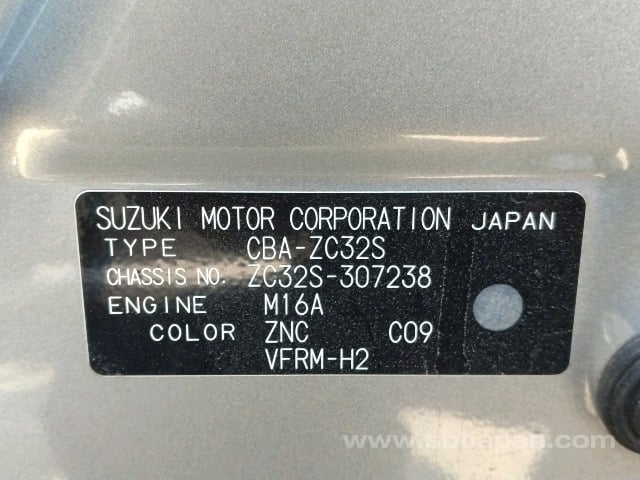 SUZUKI MOTOR CORPORATION JAPAN
TYPE CBA-ZC32S
CHASSIS NO. ZC32S-307238
ENGINE M16A
COLOR ZNC C09
VFRM-H2
www.sbtjapan.com